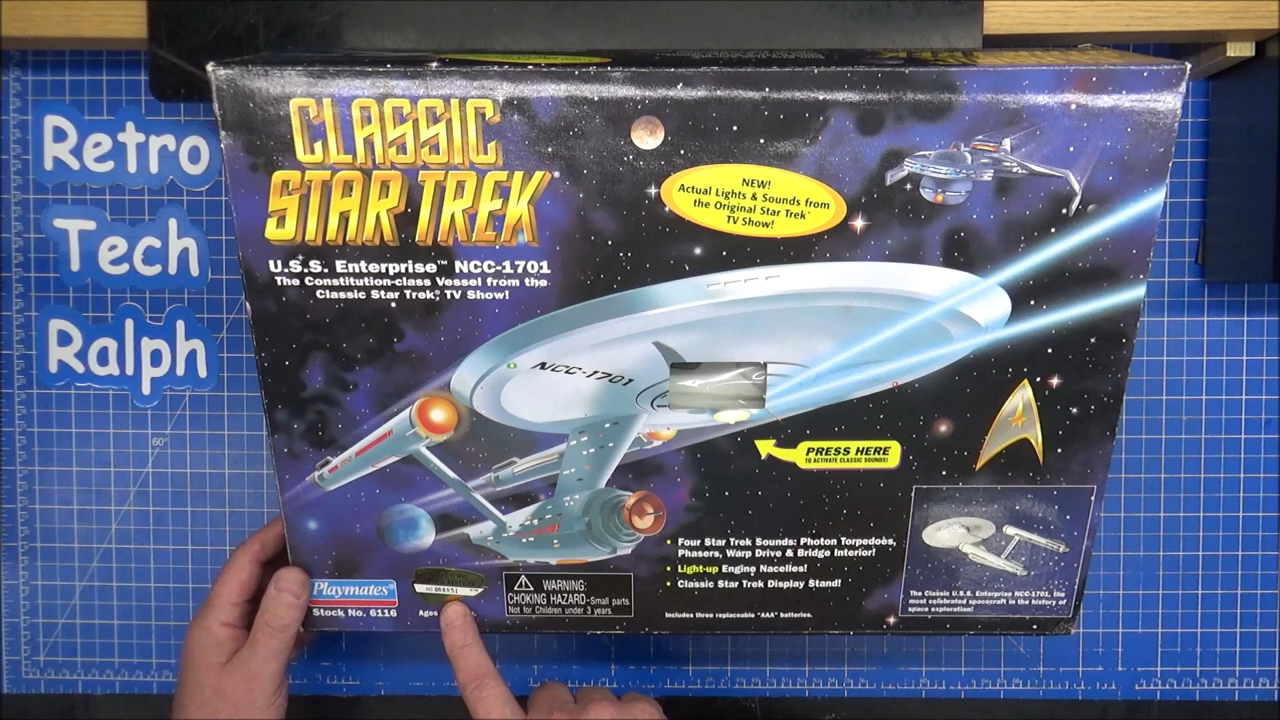 Retro
Tech
Ralph
60°
CLASSIC
STAR TREK®
U.S.S. Enterprise™ NCC-1701
The Constitution-class Vessel from the
Classic Star Trek® TV Show!
NEW!
Actual Lights & Sounds from
the Original Star Trek®
TV Show!
NCC-1701
PRESS HERE
TO ACTIVATE CLASSIC SOUNDS!
• Four Star Trek Sounds: Photon Torpedoes,
Phasers, Warp Drive & Bridge Interior!
• Light-up Engine Nacelles!
• Classic Star Trek Display Stand!
Includes three replaceable "AAA" batteries.
The Classic U.S.S. Enterprise NCC-1701, the
most celebrated spacecraft in the history of
space exploration!
Playmates®
Stock No. 6116
NO
Ages
WARNING:
CHOKING HAZARD-Small parts.
Not for Children under 3 years.